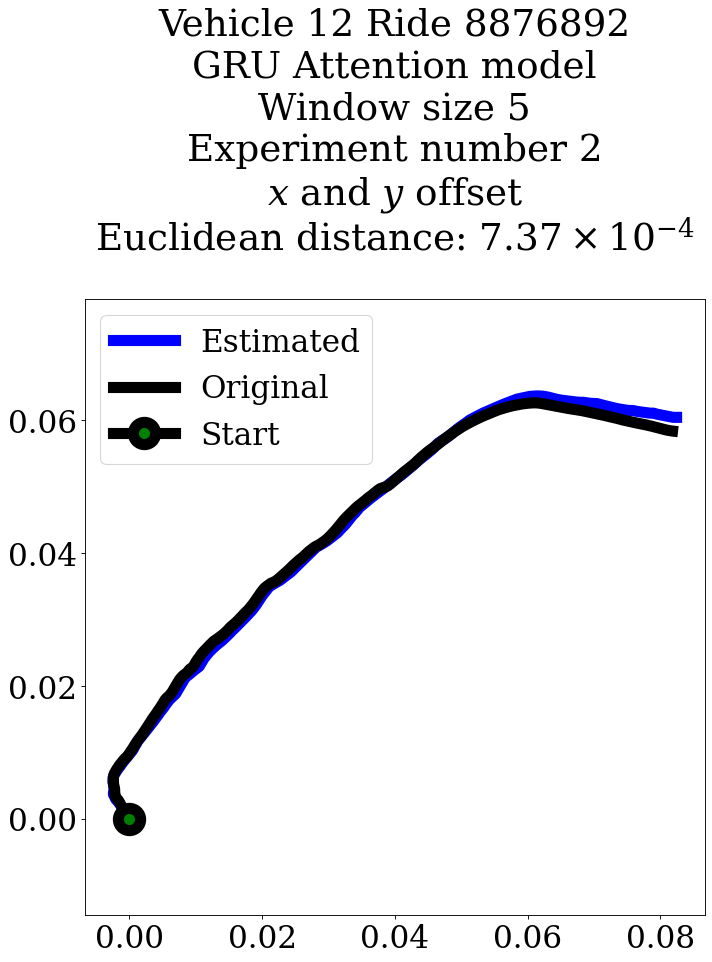 Vehicle 12 Ride 8876892
GRU Attention model
Window size 5
Experiment number 2
x and y offset
Euclidean distance: 7.37 × 10⁻⁴
Estimated
Original
Start
0.06
0.04
0.02
0.00
0.00 0.02 0.04 0.06 0.08